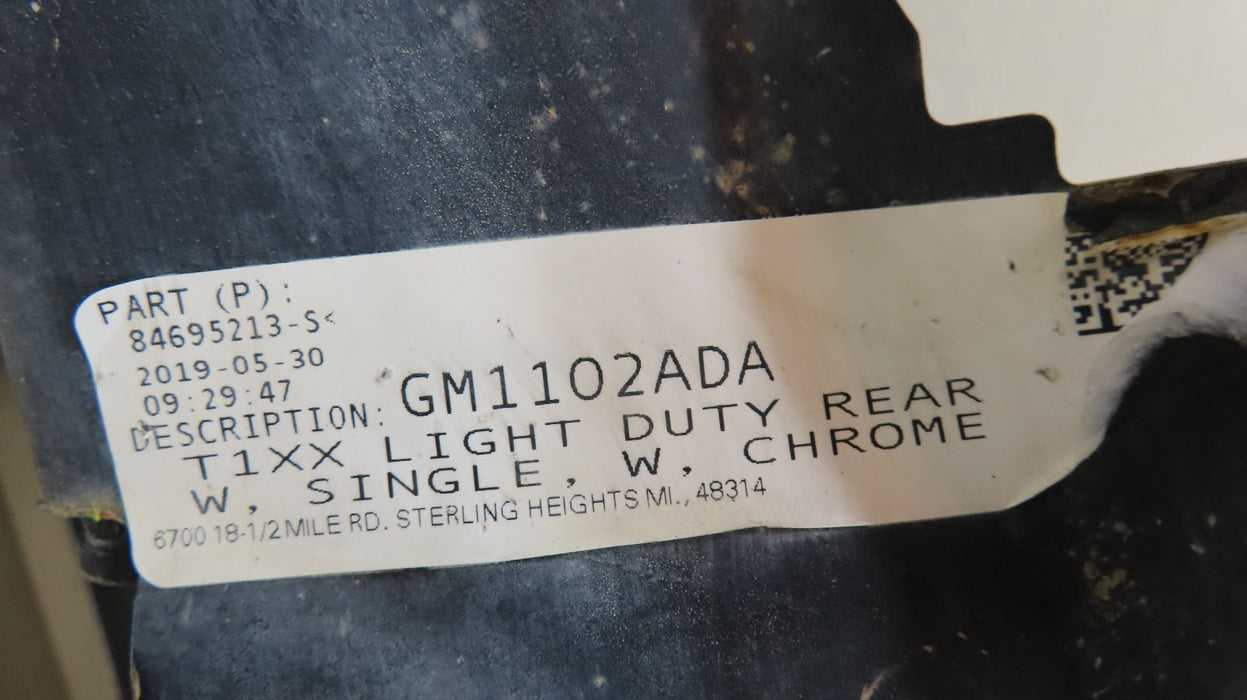 PART (P):
84695213-S<
2019-05-30
09:29:47
GM1102ADA
DESCRIPTION:
T1XX LIGHT DUTY REAR
W, SINGLE, W, CHROME
6700 18-1/2 MILE RD. STERLING HEIGHTS MI., 48314